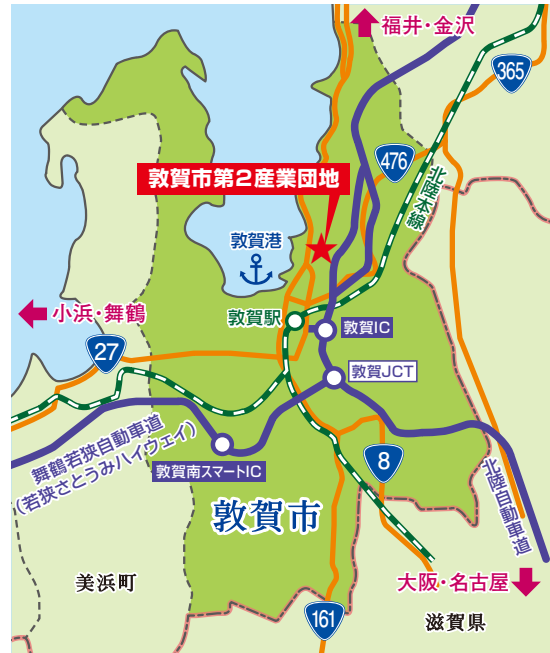 福井・金沢
365
476
敦賀市第2産業団地
北陸本線
敦賀港
小浜・舞鶴
敦賀駅
敦賀IC
27
敦賀JCT
舞鶴若狭自動車道
(若狭さとうみハイウェイ)
敦賀南スマートIC
8
北陸自動車道
敦賀市
美浜町
大阪・名古屋
161
滋賀県